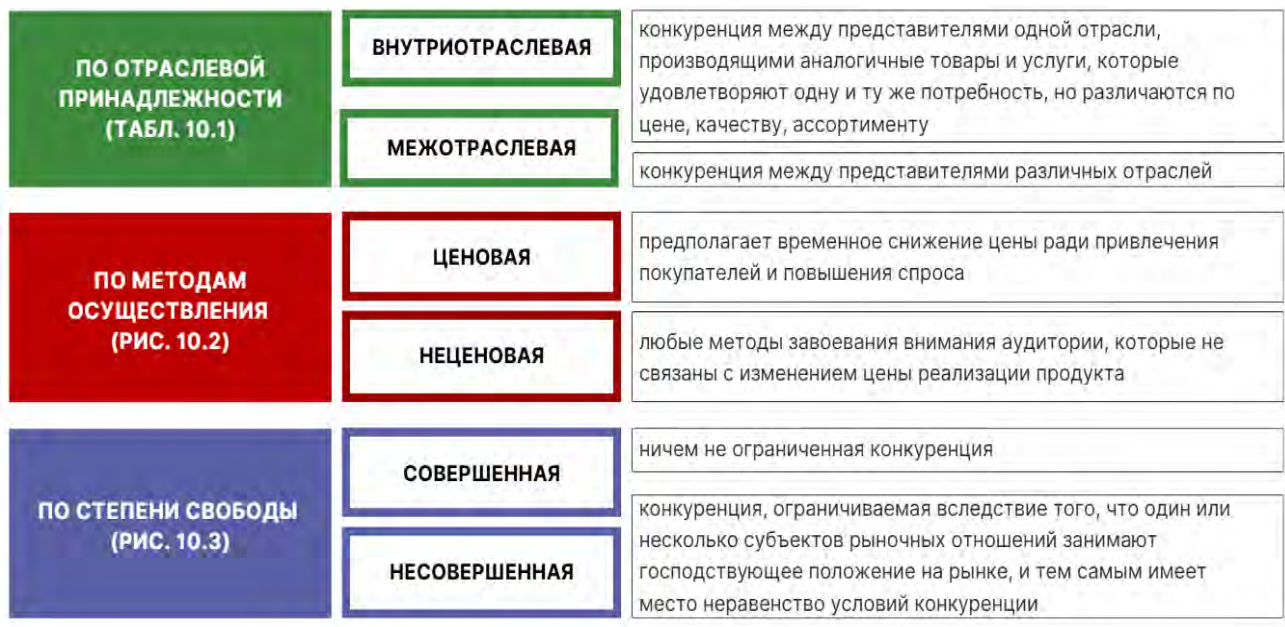 ПО ОТРАСЛЕВОЙ
ПРИНАДЛЕЖНОСТИ
(ТАБЛ. 10.1)
ВНУТРИОТРАСЛЕВАЯ
конкуренция между представителями одной отрасли,
производящими аналогичные товары и услуги, которые
удовлетворяют одну и ту же потребность, но различаются по
цене, качеству, ассортименту
МЕЖОТРАСЛЕВАЯ
конкуренция между представителями различных отраслей
ПО МЕТОДАМ
ОСУЩЕСТВЛЕНИЯ
(РИС. 10.2)
ЦЕНОВАЯ
предполагает временное снижение цены ради привлечения
покупателей и повышения спроса
НЕЦЕНОВАЯ
любые методы завоевания внимания аудитории, которые не
связаны с изменением цены реализации продукта
ПО СТЕПЕНИ СВОБОДЫ
(РИС. 10.3)
СОВЕРШЕННАЯ
ничем не ограниченная конкуренция
НЕСОВЕРШЕННАЯ
конкуренция, ограничиваемая вследствие того, что один или
несколько субъектов рыночных отношений занимают
господствующее положение на рынке, и тем самым имеет
место неравенство условий конкуренции